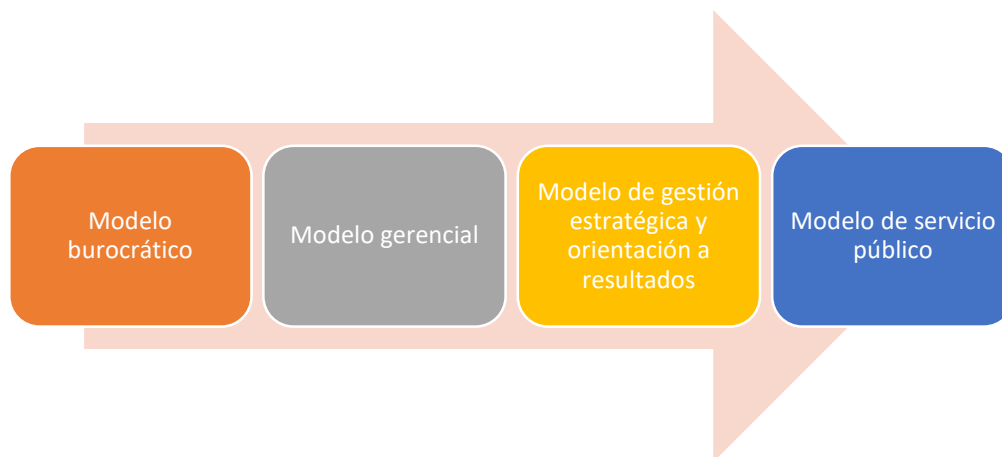 Modelo
burocrático
Modelo gerencial
Modelo de gestión
estratégica y
orientación a
resultados
Modelo de servicio
público